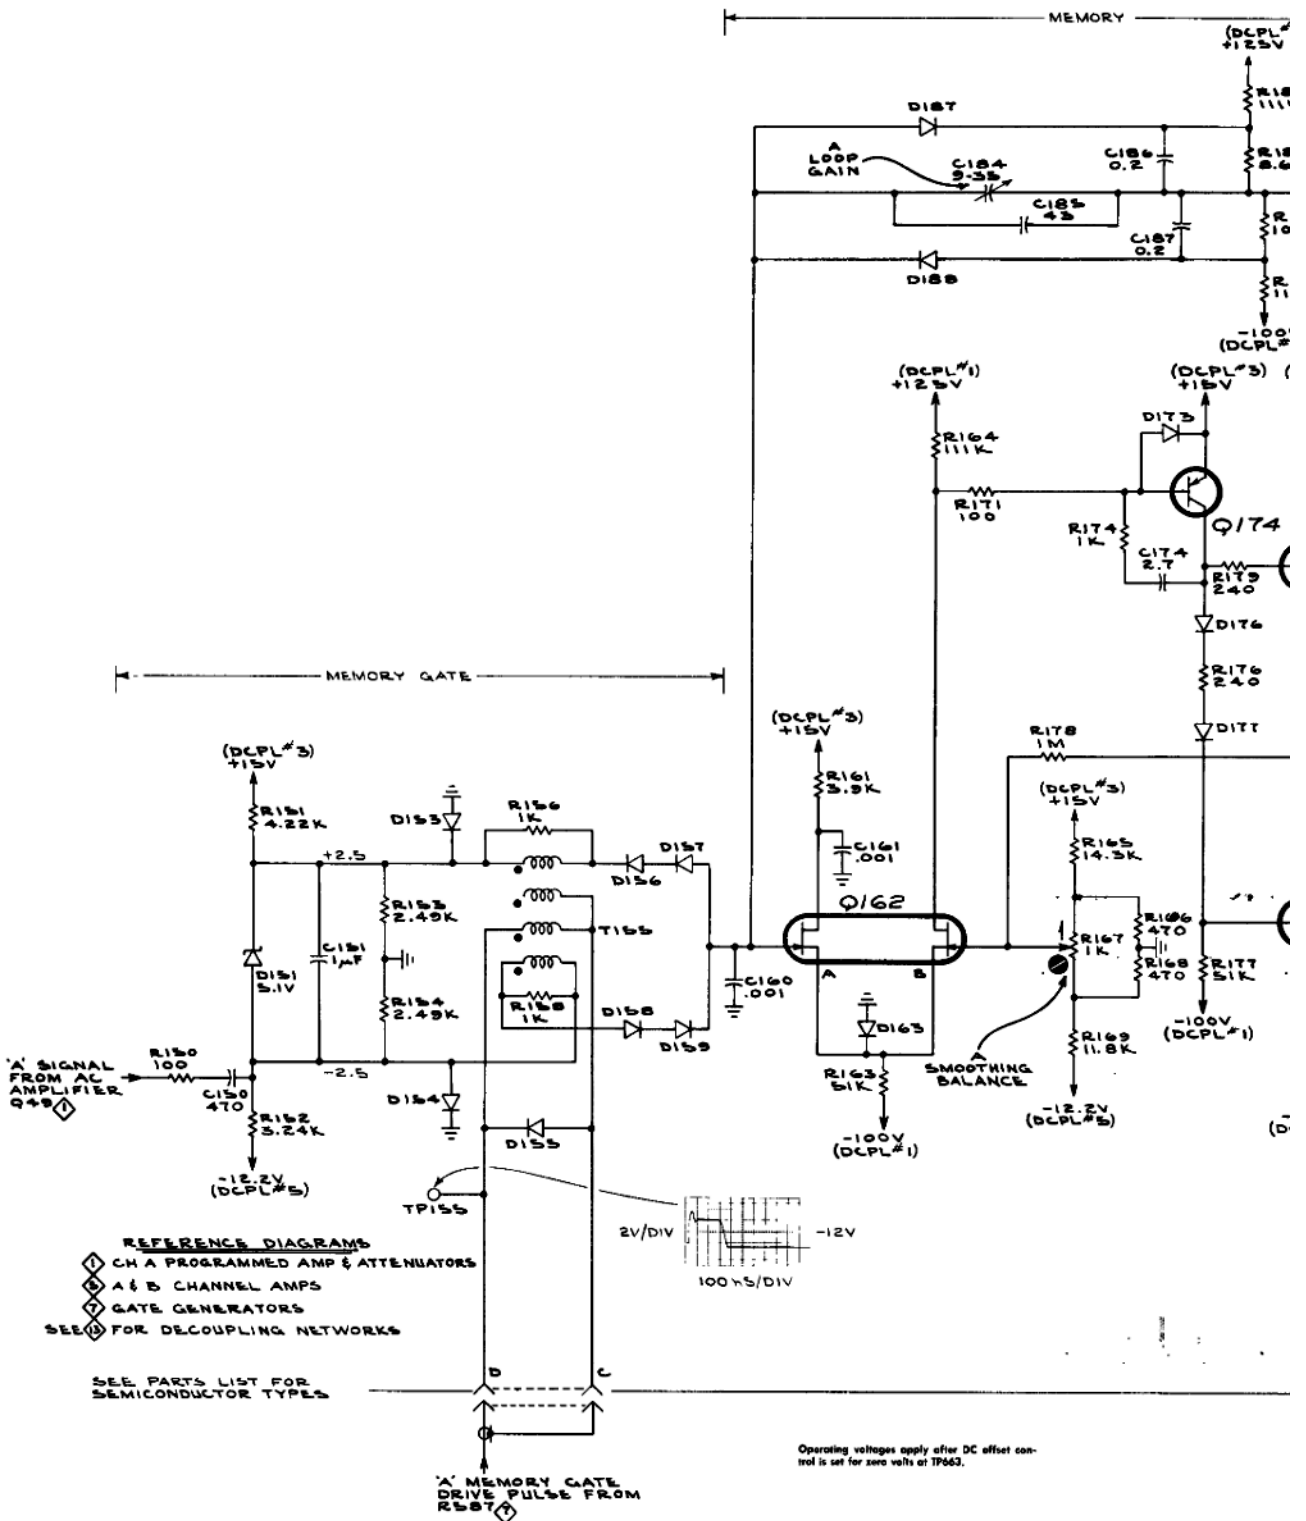 MEMORY
(DCPL#
+125V
D187
A
LOOP
GAIN
C184
9-35
C186
0.2
C185
43
C187
0.2
D188
-100
(DCPL#
(DCPL#1)
+125V
(DCPL#3)
+15V
D173
R164
111K
R171
100
R174
1K
C174
2.7
Q174
R179
240
D176
R176
240
D177
MEMORY GATE
(DCPL#3)
+15V
(DCPL#3)
+15V
R178
1M
R151
4.22K
D153
R156
1K
R161
3.9K
(DCPL#3)
+15V
+2.5
D156
D157
C161
.001
R165
14.3K
R153
2.49K
T155
Q162
R166
470
R167
1K
R168
470
D151
5.1V
C151
1µF
R154
2.49K
R158
1K
D158
D159
C160
.001
A
B
D163
R177
51K
-100V
(DCPL#1)
'A' SIGNAL
FROM AC
AMPLIFIER
Q49 1
R150
100
C150
470
-2.5
D154
R163
51K
A
SMOOTHING
BALANCE
R169
11.8K
R152
3.24K
D155
-100V
(DCPL#1)
-12.2V
(DCPL#5)
-12.2V
(DCPL#5)
TP155
2V/DIV
-12V
100nS/DIV
REFERENCE DIAGRAMS
1 CH A PROGRAMMED AMP & ATTENUATORS
5 A & B CHANNEL AMPS
7 GATE GENERATORS
SEE 13 FOR DECOUPLING NETWORKS
SEE PARTS LIST FOR
SEMICONDUCTOR TYPES
D
C
'A' MEMORY GATE
DRIVE PULSE FROM
R587 7
Operating voltages apply after DC offset con-
trol is set for zero volts at TP663.